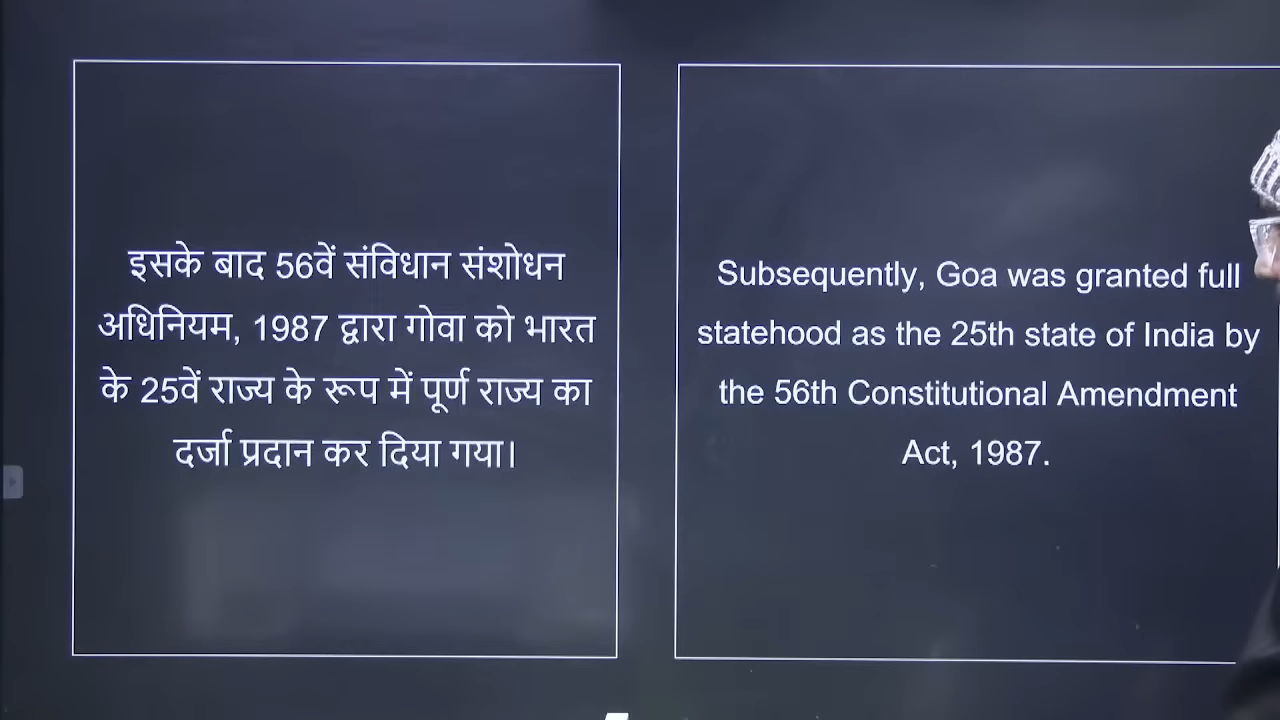 इसके बाद 56वें संविधान संशोधन
अधिनियम, 1987 द्वारा गोवा को भारत
के 25वें राज्य के रूप में पूर्ण राज्य का
दर्जा प्रदान कर दिया गया।
Subsequently, Goa was granted full
statehood as the 25th state of India by
the 56th Constitutional Amendment
Act, 1987.